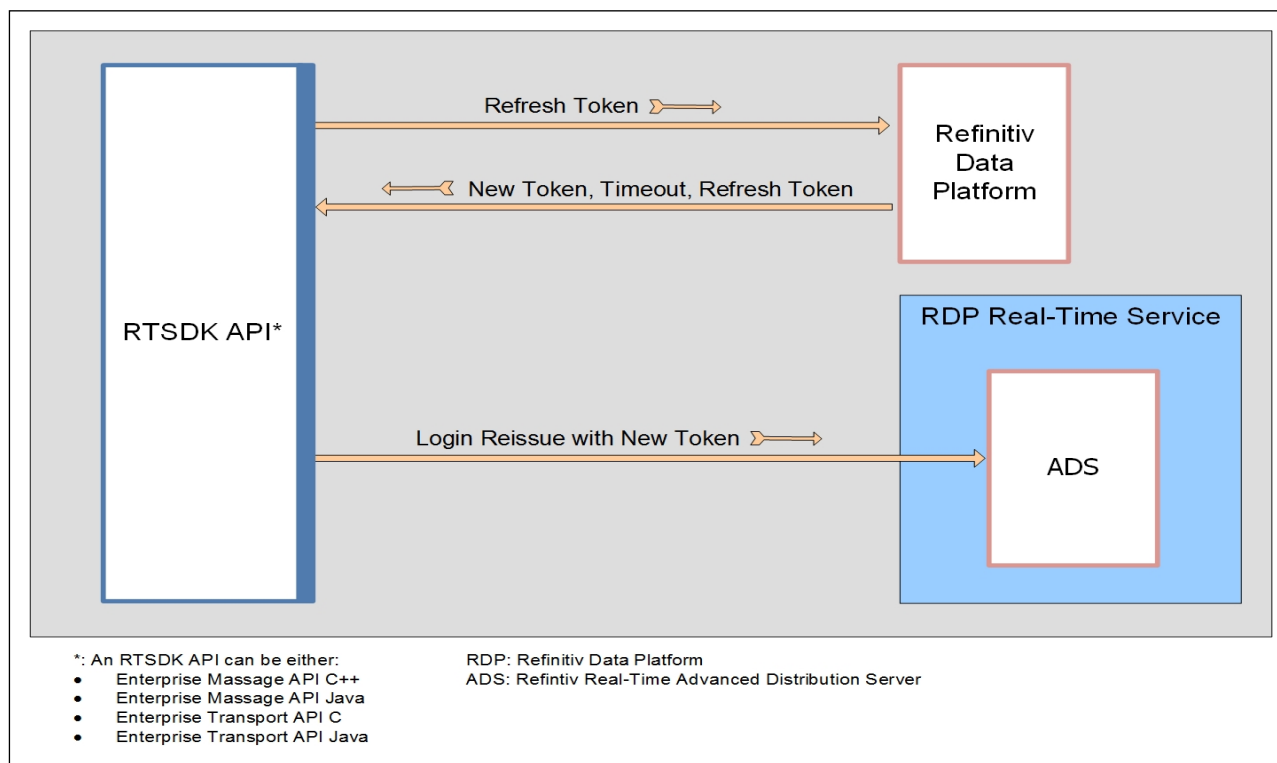 Refresh Token
Refinitiv
Data
Platform
New Token, Timeout, Refresh Token
RTSDK API*
RDP Real-Time Service
Login Reissue with New Token
ADS
*: An RTSDK API can be either:
• Enterprise Massage API C++
• Enterprise Massage API Java
• Enterprise Transport API C
• Enterprise Transport API Java
RDP: Refinitiv Data Platform
ADS: Refintiv Real-Time Advanced Distribution Server